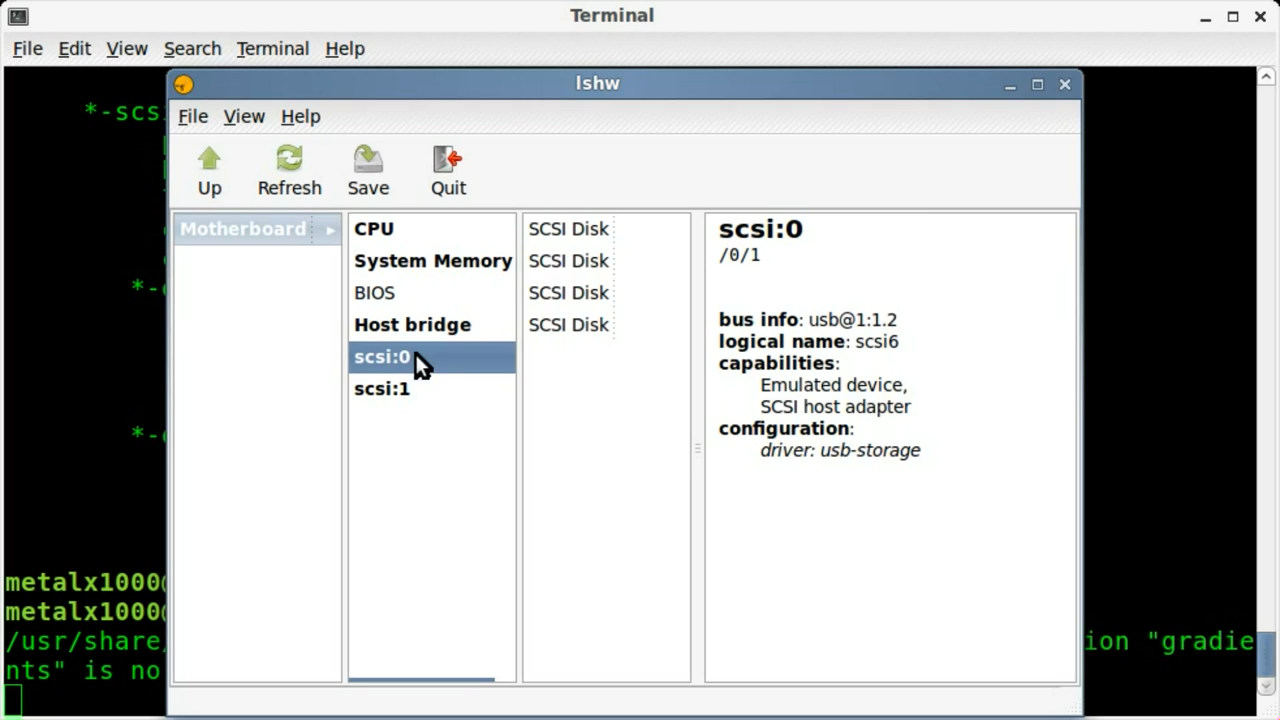 Terminal
File Edit View Search Terminal Help
*-scs
lshw
File View Help
Up Refresh Save Quit
Motherboard
CPU
System Memory
BIOS
Host bridge
scsi:0
scsi:1
SCSI Disk
SCSI Disk
SCSI Disk
SCSI Disk
scsi:0
/0/1
bus info: usb@1:1.2
logical name: scsi6
capabilities:
Emulated device,
SCSI host adapter
configuration:
driver: usb-storage
metalx1000@
metalx1000@
/usr/share/ ion "gradie
nts" is no